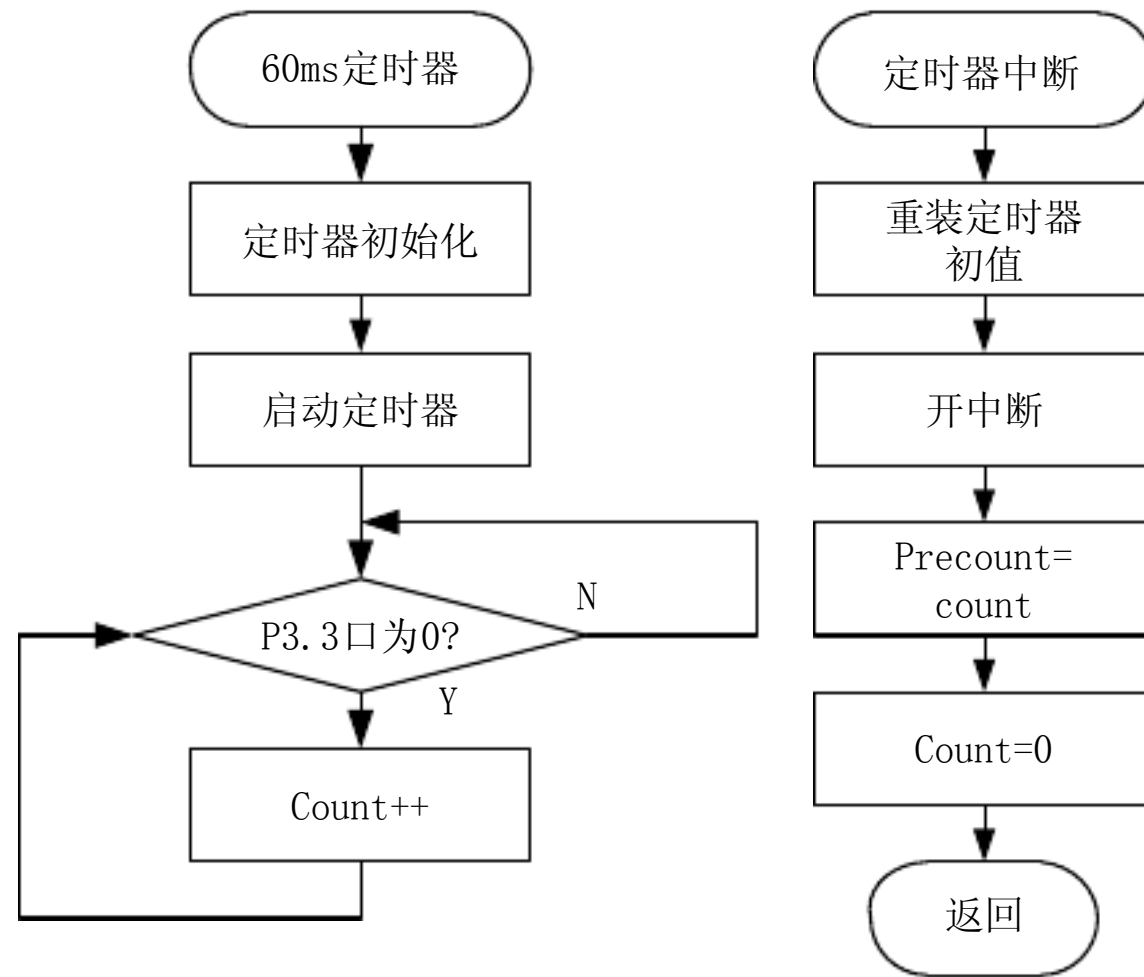 60ms定时器
定时器初始化
启动定时器
N
P3.3口为0?
Y
Count++
定时器中断
重装定时器
初值
开中断
Precount=
count
Count=0
返回